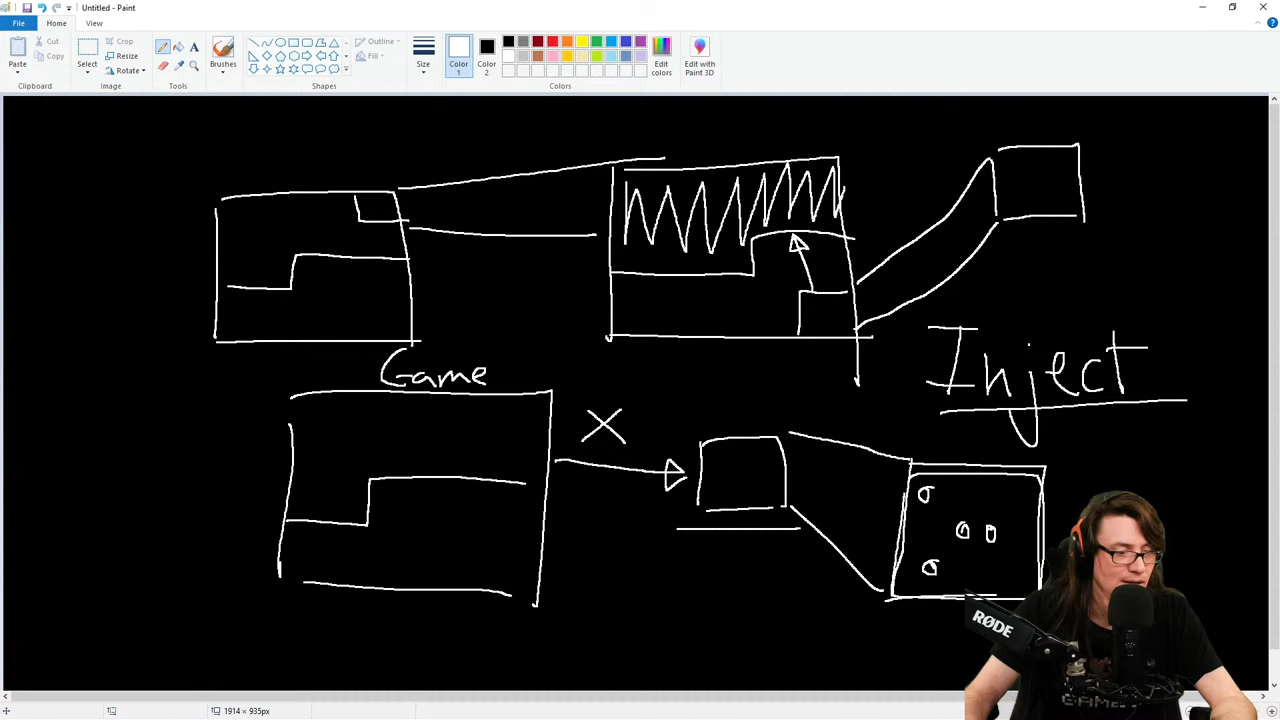 Untitled - Paint
File
Home
View
Paste
Cut
Copy
Clipboard
Select
Crop
Resize
Rotate
Image
A
Tools
Brushes
Shapes
Outline
Fill
Size
Color 1
Color 2
Colors
Edit colors
Edit with Paint 3D
Game
X
Inject
RØDE
1914 × 935px